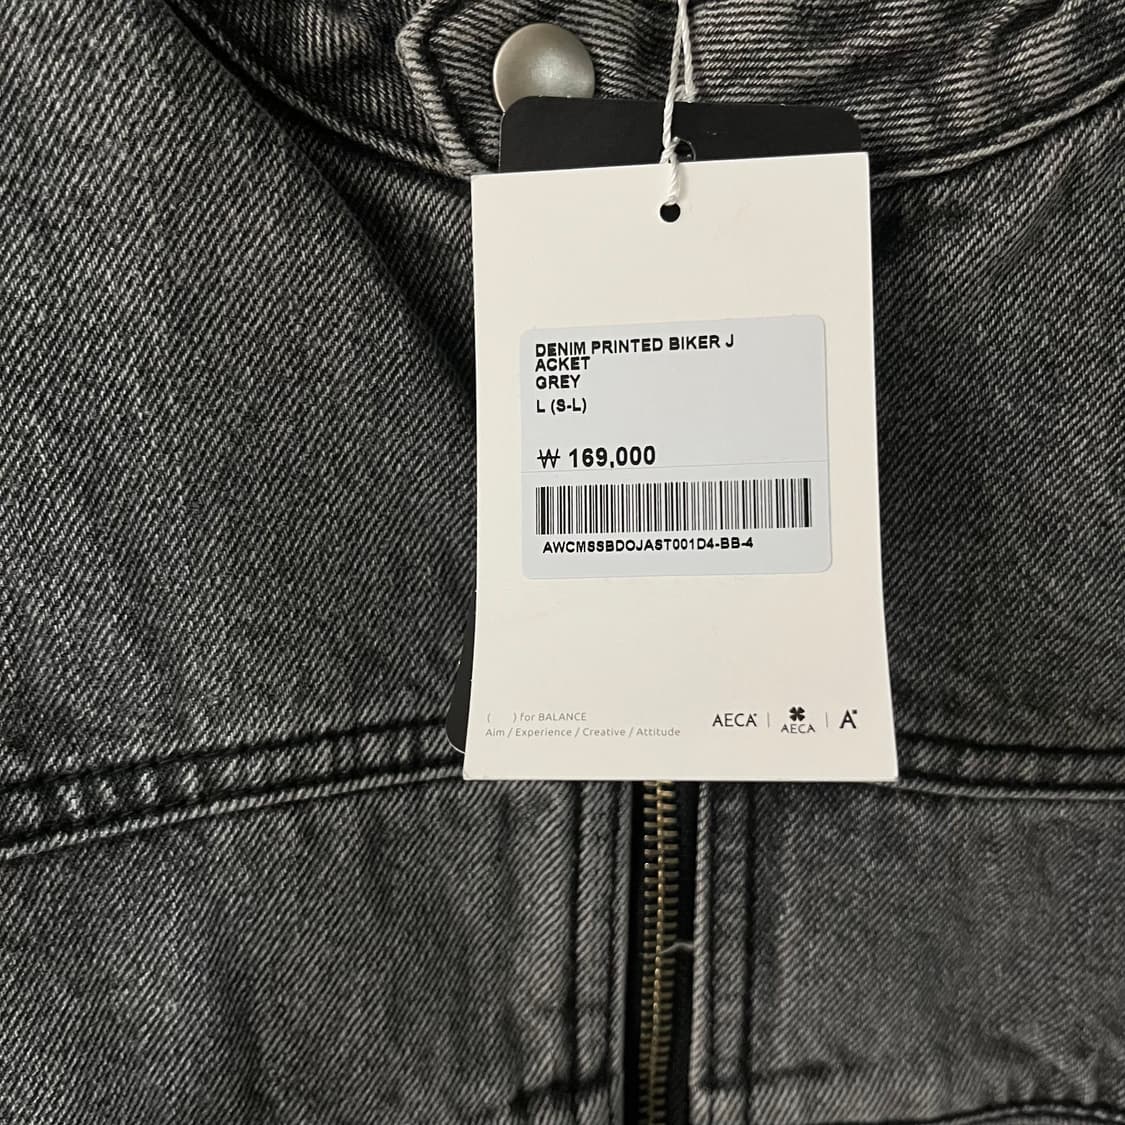 DENIM PRINTED BIKER J
ACKET
GREY
L (S-L)
₩ 169,000
AWCMSSBDOJAST001D4-BB-4
( ) for BALANCE
Aim / Experience / Creative / Attitude
AECA" | AECA | A"